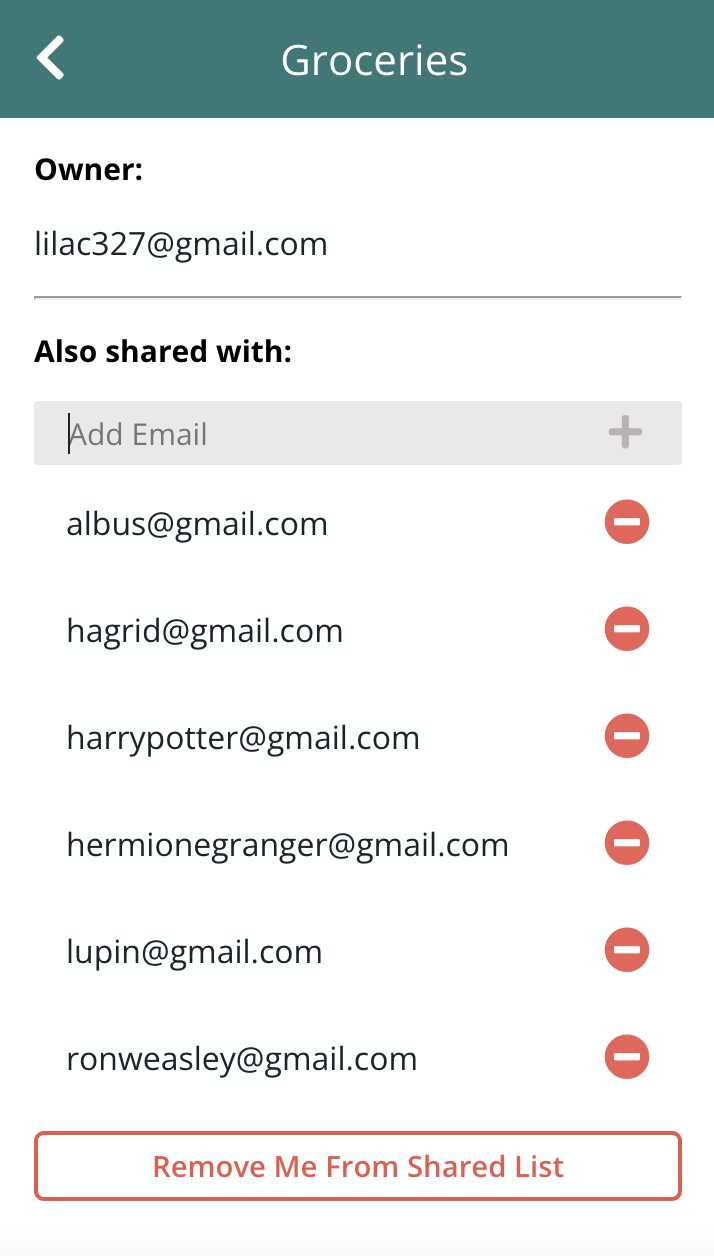 Groceries
Owner:
lilac327@gmail.com
Also shared with:
Add Email
albus@gmail.com
hagrid@gmail.com
harrypotter@gmail.com
hermionegranger@gmail.com
lupin@gmail.com
ronweasley@gmail.com
Remove Me From Shared List